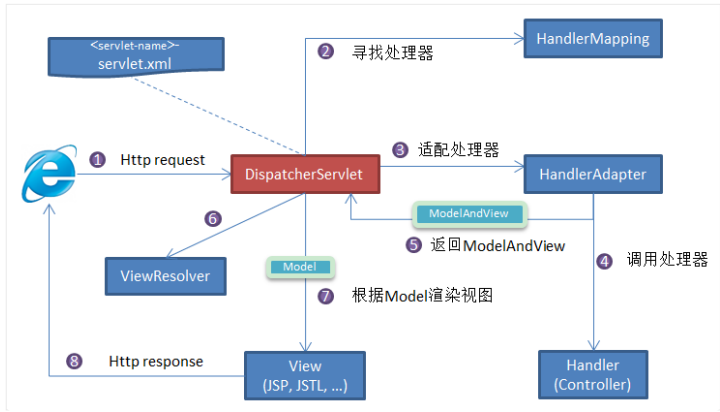 <servlet-name>-
servlet.xml
② 寻找处理器
HandlerMapping
① Http request
DispatcherServlet
③ 适配处理器
HandlerAdapter
ModelAndView
⑤ 返回ModelAndView
⑥
④ 调用处理器
ViewResolver
Model
⑦ 根据Model渲染视图
⑧ Http response
View
(JSP, JSTL, ...)
Handler
(Controller)